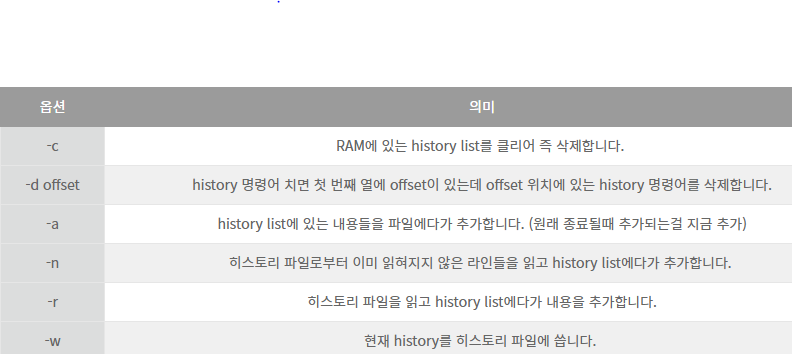 옵션 의미
-c RAM에 있는 history list를 클리어 즉 삭제합니다.
-d offset history 명령어 치면 첫 번째 열에 offset이 있는데 offset 위치에 있는 history 명령어를 삭제합니다.
-a history list에 있는 내용들을 파일에다가 추가합니다. (원래 종료될때 추가되는걸 지금 추가)
-n 히스토리 파일로부터 이미 읽혀지지 않은 라인들을 읽고 history list에다가 추가합니다.
-r 히스토리 파일을 읽고 history list에다가 내용을 추가합니다.
-w 현재 history를 히스토리 파일에 씁니다.